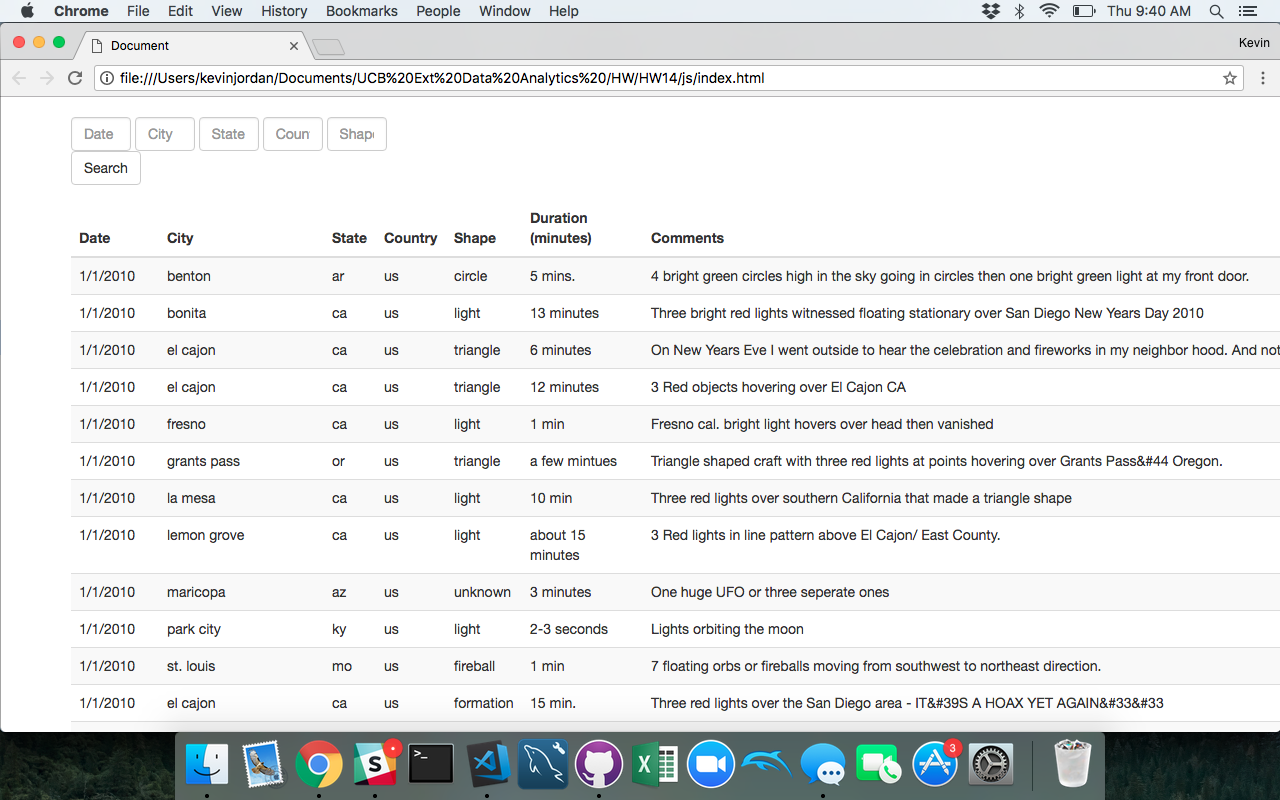 Chrome File Edit View History Bookmarks People Window Help Thu 9:40 AM
Document Kevin
file:///Users/kevinjordan/Documents/UCB%20Ext%20Data%20Analytics%20/HW/HW14/js/index.html
Date City State Coun Shap
Search
Duration
Date City State Country Shape (minutes) Comments
1/1/2010 benton ar us circle 5 mins. 4 bright green circles high in the sky going in circles then one bright green light at my front door.
1/1/2010 bonita ca us light 13 minutes Three bright red lights witnessed floating stationary over San Diego New Years Day 2010
1/1/2010 el cajon ca us triangle 6 minutes On New Years Eve I went outside to hear the celebration and fireworks in my neighbor hood. And not
1/1/2010 el cajon ca us triangle 12 minutes 3 Red objects hovering over El Cajon CA
1/1/2010 fresno ca us light 1 min Fresno cal. bright light hovers over head then vanished
1/1/2010 grants pass or us triangle a few mintues Triangle shaped craft with three red lights at points hovering over Grants Pass&#44 Oregon.
1/1/2010 la mesa ca us light 10 min Three red lights over southern California that made a triangle shape
1/1/2010 lemon grove ca us light about 15 3 Red lights in line pattern above El Cajon/ East County.
minutes
1/1/2010 maricopa az us unknown 3 minutes One huge UFO or three seperate ones
1/1/2010 park city ky us light 2-3 seconds Lights orbiting the moon
1/1/2010 st. louis mo us fireball 1 min 7 floating orbs or fireballs moving from southwest to northeast direction.
1/1/2010 el cajon ca us formation 15 min. Three red lights over the San Diego area - IT&#39S A HOAX YET AGAIN&#33&#33
3